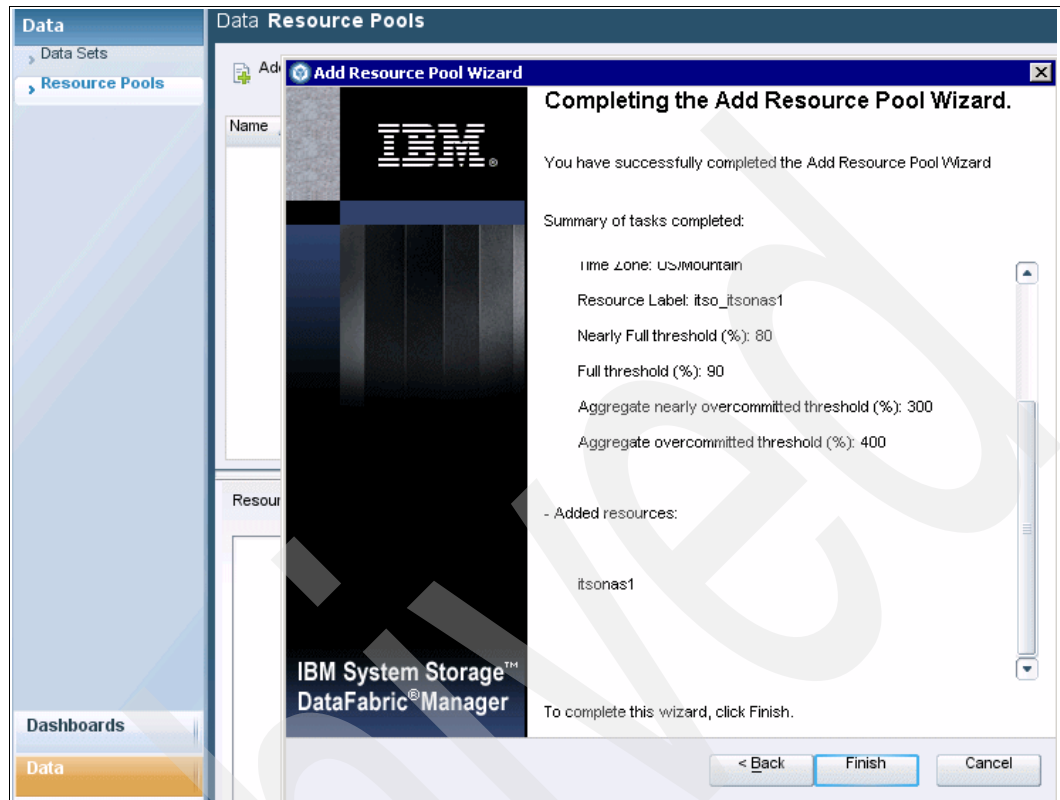 Data
Data Sets
Resource Pools
Dashboards
Data
Data Resource Pools
Ad
Name
Resour
Add Resource Pool Wizard
IBM
IBM System Storage™
DataFabric®Manager
Completing the Add Resource Pool Wizard.
You have successfully completed the Add Resource Pool Wizard
Summary of tasks completed:
Time Zone: US/Mountain
Resource Label: itso_itsonas1
Nearly Full threshold (%): 80
Full threshold (%): 90
Aggregate nearly overcommitted threshold (%): 300
Aggregate overcommitted threshold (%): 400
- Added resources:
itsonas1
To complete this wizard, click Finish.
< Back
Finish
Cancel